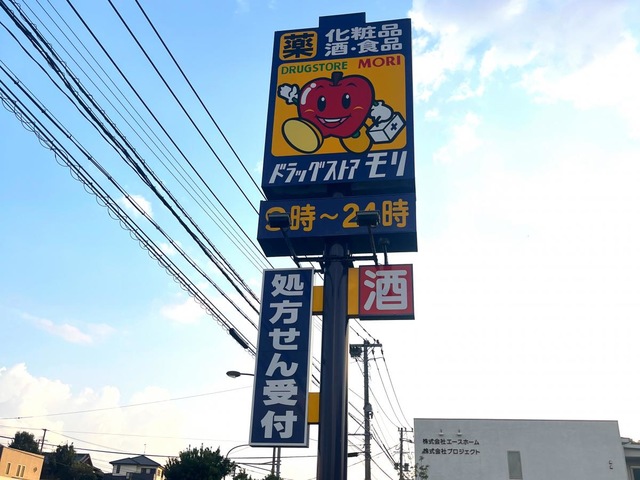 薬 化粧品
酒・食品
DRUGSTORE MORI
ドラッグストア モリ
9時～24時
酒
処方せん受付
株式会社エースホーム
株式会社プロジェクト